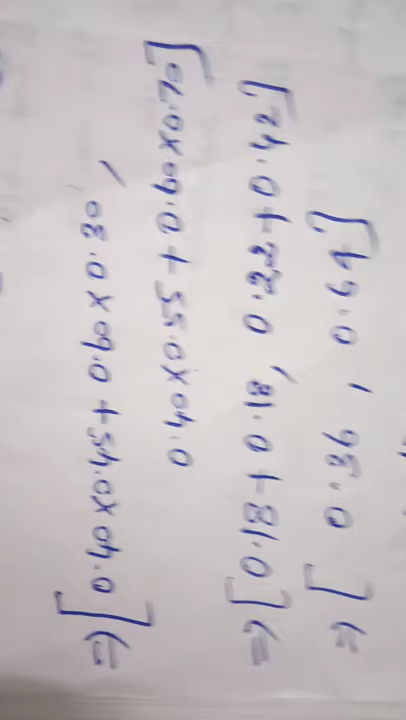 ⇒ [0.40×0.45+0.60×0.30,
0.40×0.55+0.60×0.70]
⇒ [0.18+0.18, 0.22+0.42]
⇒ [0.36, 0.64]